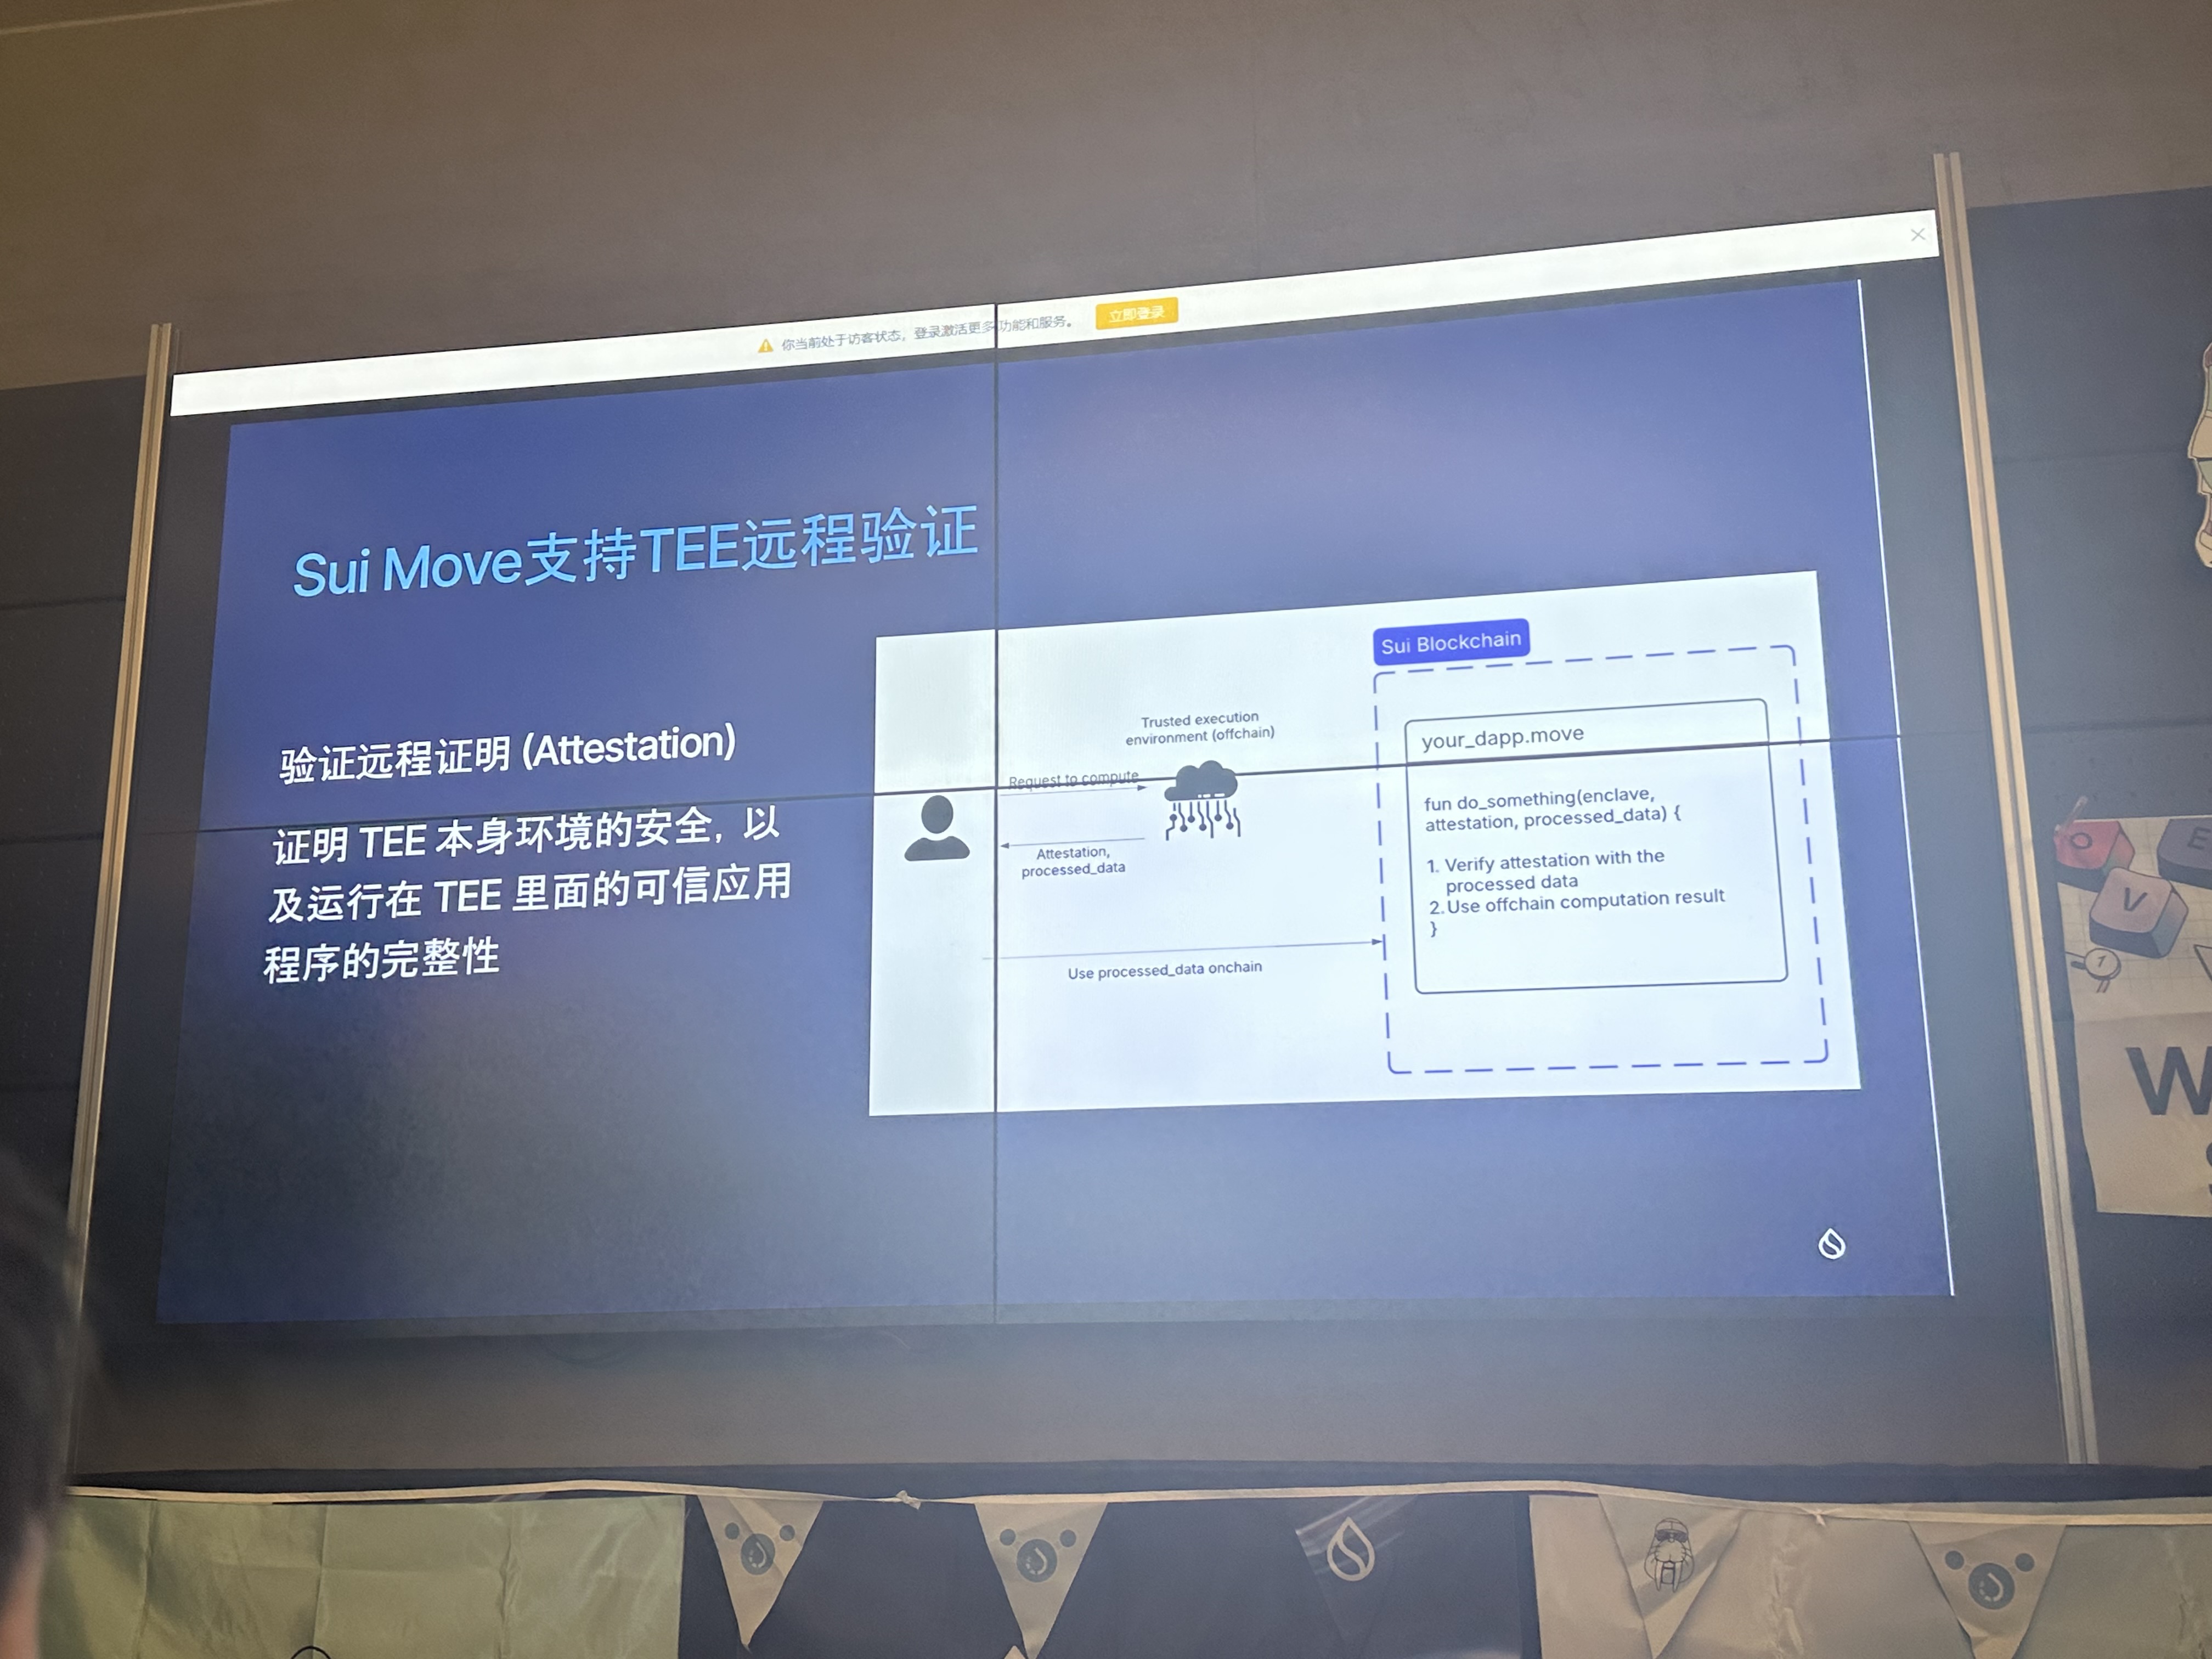 你当前处于访客状态，登录激活更多功能和服务。 立即登录
Sui Move支持TEE远程验证
验证远程证明 (Attestation)
证明 TEE 本身环境的安全，以
及运行在 TEE 里面的可信应用
程序的完整性
Sui Blockchain
Trusted execution
environment (offchain)
Request to compute
Attestation,
processed_data
Use processed_data onchain
your_dapp.move
fun do_something(enclave,
attestation, processed_data) {
1. Verify attestation with the
processed data
2. Use offchain computation result
}
O
E
V
1
W